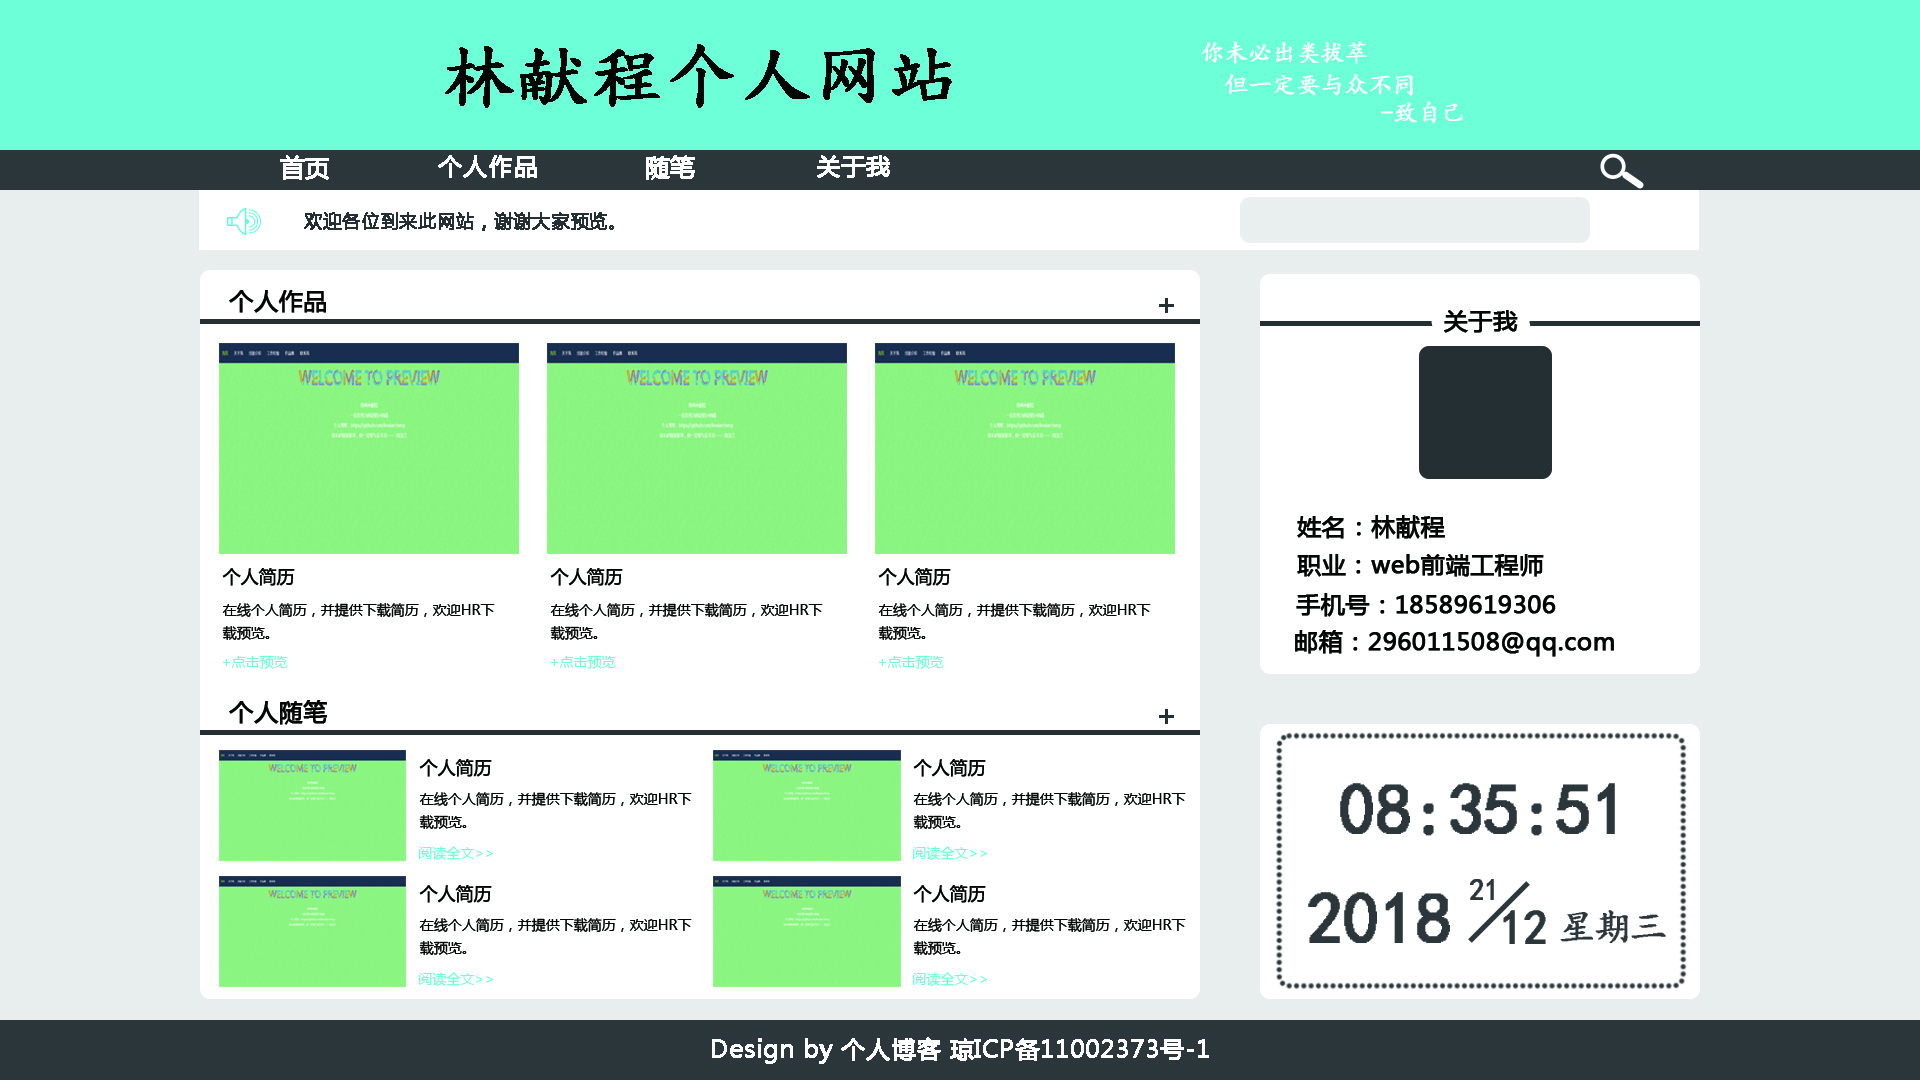 林献程个人网站
你未必出类拔萃
但一定要与众不同
-致自己
首页 个人作品 随笔 关于我
欢迎各位到来此网站，谢谢大家预览。
个人作品 +
WELCOME TO PREVIEW WELCOME TO PREVIEW WELCOME TO PREVIEW
个人简历 个人简历 个人简历
在线个人简历，并提供下载简历，欢迎HR下 在线个人简历，并提供下载简历，欢迎HR下 在线个人简历，并提供下载简历，欢迎HR下
载预览。 载预览。 载预览。
+点击预览 +点击预览 +点击预览
个人随笔 +
WELCOME TO PREVIEW
个人简历
在线个人简历，并提供下载简历，欢迎HR下
载预览。
阅读全文>>
WELCOME TO PREVIEW
个人简历
在线个人简历，并提供下载简历，欢迎HR下
载预览。
阅读全文>>
WELCOME TO PREVIEW
个人简历
在线个人简历，并提供下载简历，欢迎HR下
载预览。
阅读全文>>
WELCOME TO PREVIEW
个人简历
在线个人简历，并提供下载简历，欢迎HR下
载预览。
阅读全文>>
关于我
姓名：林献程
职业：web前端工程师
手机号：18589619306
邮箱：296011508@qq.com
08:35:51
2018 21/12 星期三
Design by 个人博客 琼ICP备11002373号-1